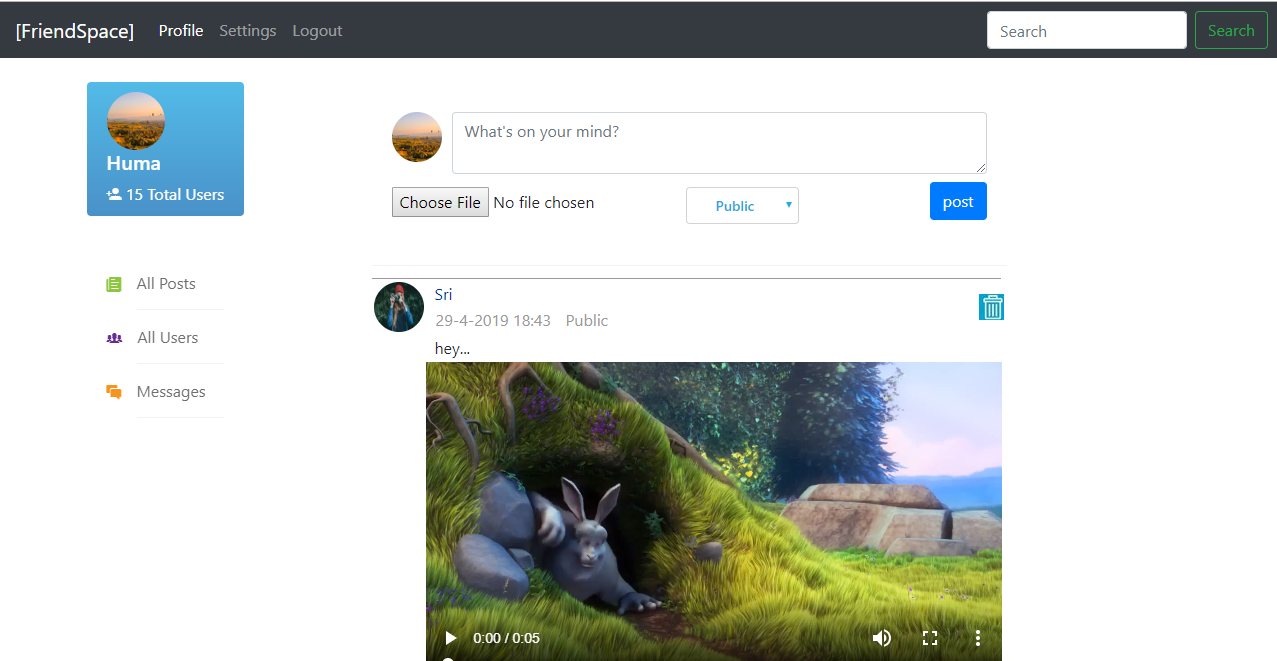 [FriendSpace] Profile Settings Logout Search Search
Huma
15 Total Users
All Posts
All Users
Messages
What's on your mind?
Choose File No file chosen Public post
Sri
29-4-2019 18:43 Public
hey...
0:00 / 0:05